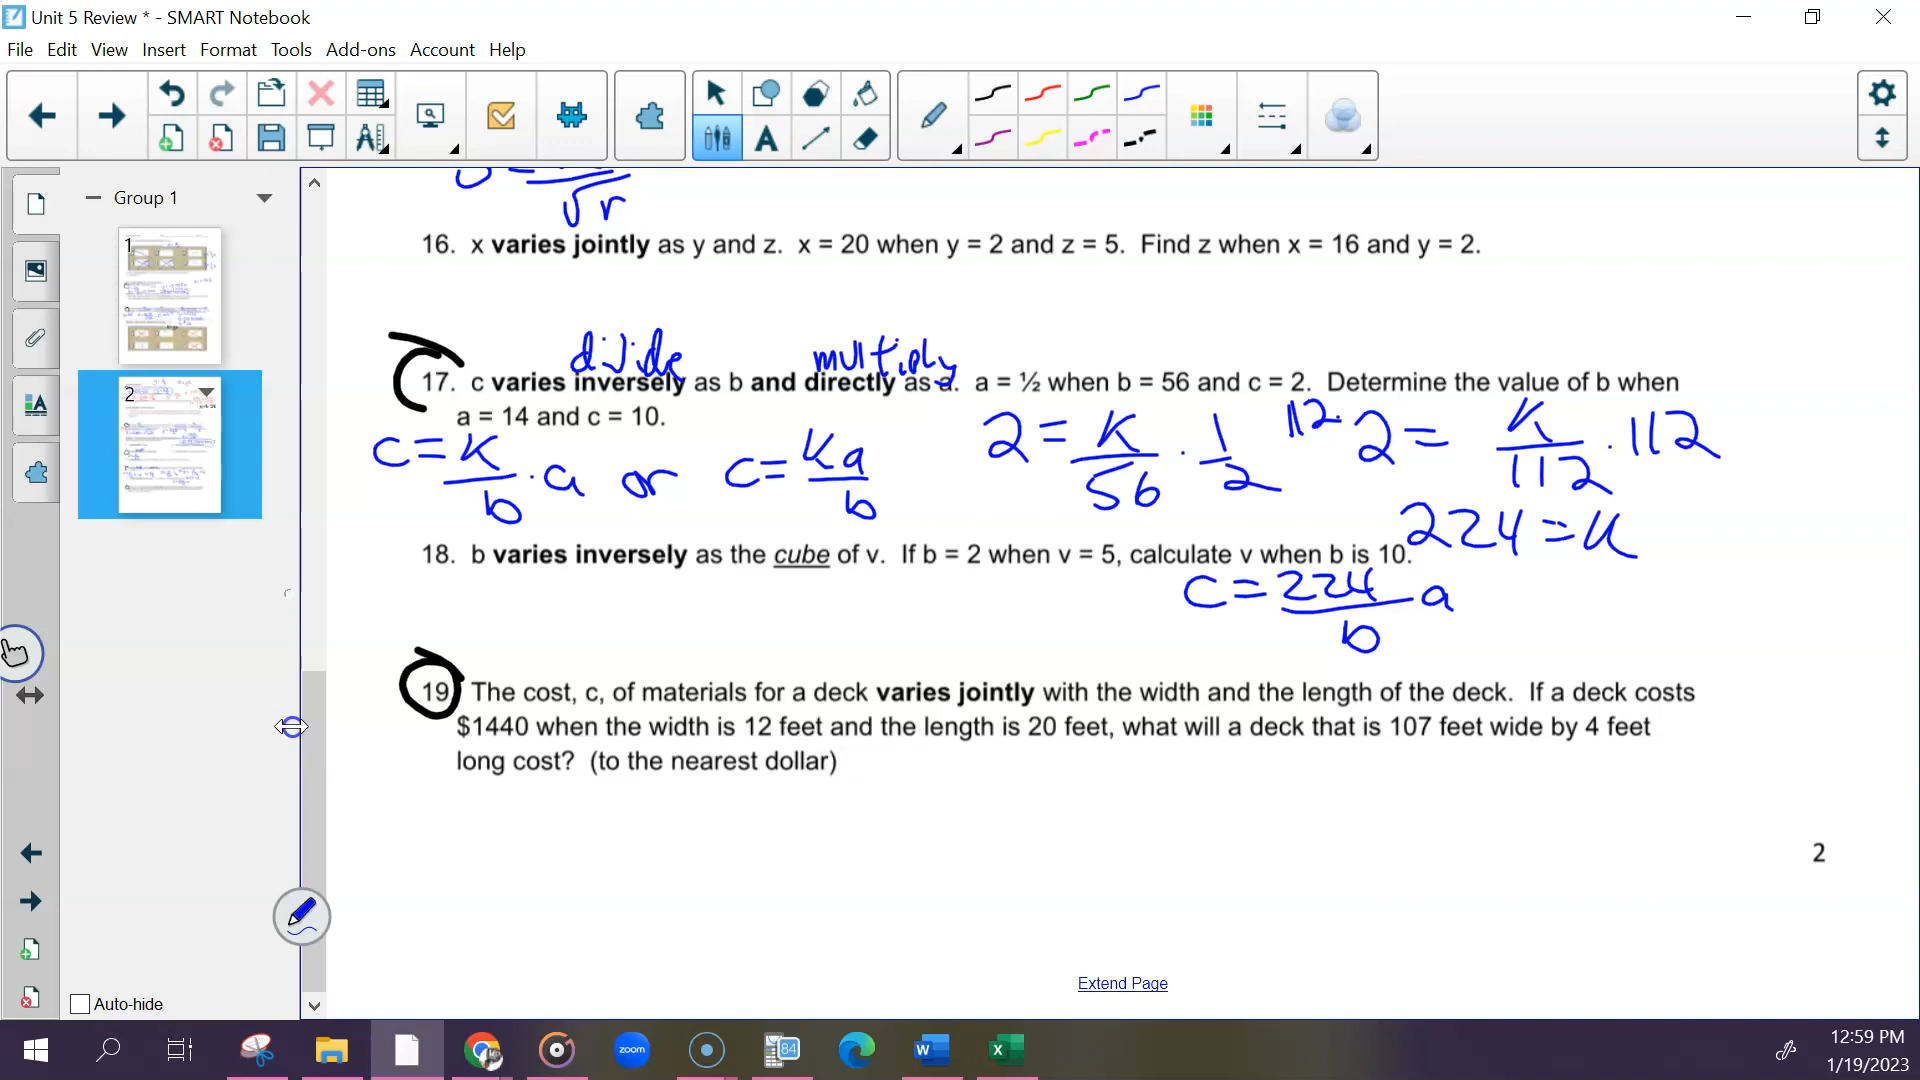 Unit 5 Review * - SMART Notebook
File Edit View Insert Format Tools Add-ons Account Help
Group 1
1
2
√r
16. x varies jointly as y and z. x = 20 when y = 2 and z = 5. Find z when x = 16 and y = 2.
divide multiply
17. c varies inversely as b and directly as a. a = ½ when b = 56 and c = 2. Determine the value of b when
a = 14 and c = 10.
c = k/b · a or c = ka/b 2 = k/56 · 1/2 112 · 2 = k/112 · 112
224 = k
18. b varies inversely as the cube of v. If b = 2 when v = 5, calculate v when b is 10.
c = 224/b a
19. The cost, c, of materials for a deck varies jointly with the width and the length of the deck. If a deck costs
$1440 when the width is 12 feet and the length is 20 feet, what will a deck that is 107 feet wide by 4 feet
long cost? (to the nearest dollar)
2
Extend Page
Auto-hide
zoom
84
W
X
12:59 PM
1/19/2023